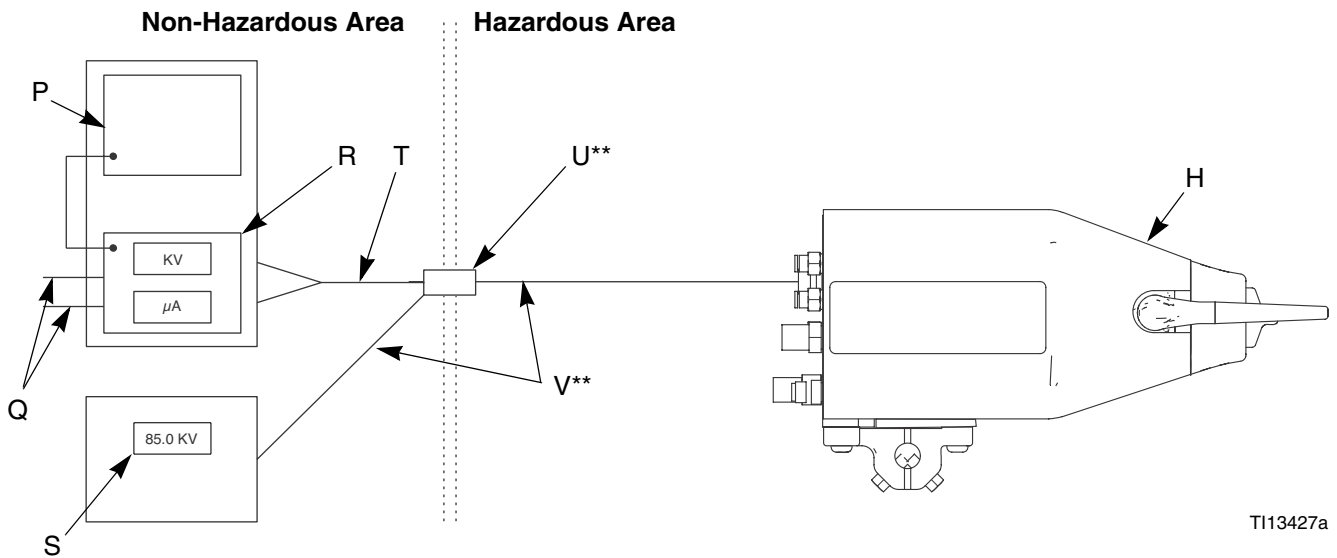 Non-Hazardous Area
Hazardous Area
P
R
T
U**
H
KV
µA
Q
V**
85.0 KV
S
TI13427a